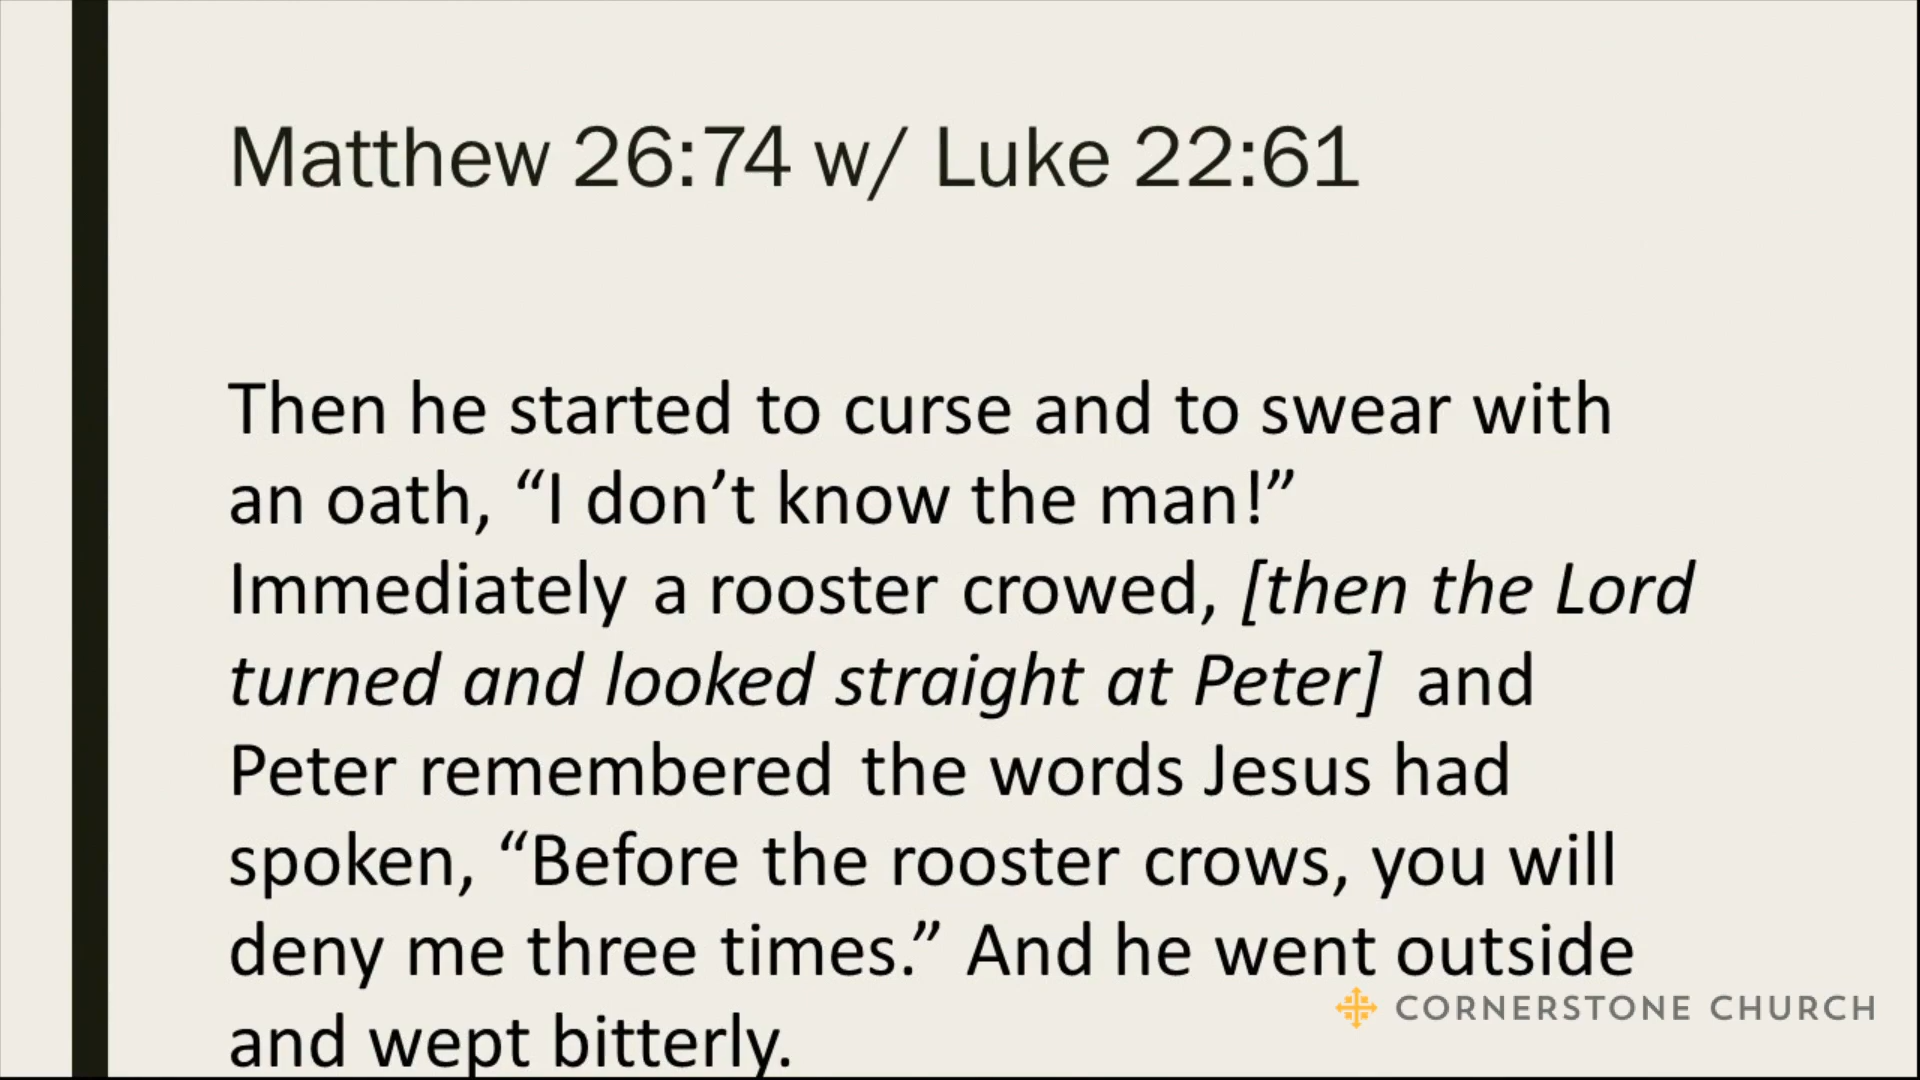 Matthew 26:74 w/ Luke 22:61
Then he started to curse and to swear with
an oath, “I don’t know the man!”
Immediately a rooster crowed, [then the Lord
turned and looked straight at Peter] and
Peter remembered the words Jesus had
spoken, “Before the rooster crows, you will
deny me three times.” And he went outside
and wept bitterly.
CORNERSTONE CHURCH